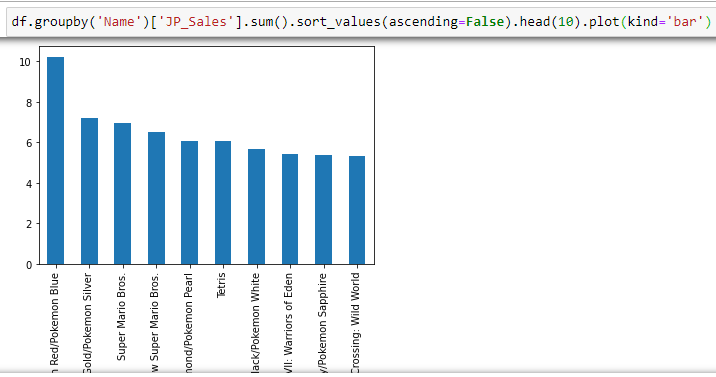 df.groupby('Name')['JP_Sales'].sum().sort_values(ascending=False).head(10).plot(kind='bar')
10
8
6
4
2
0
Red/Pokemon Blue
Gold/Pokemon Silver
Super Mario Bros.
Super Mario Bros.
mond/Pokemon Pearl
Tetris
lack/Pokemon White
VII: Warriors of Eden
y/Pokemon Sapphire
Crossing: Wild World